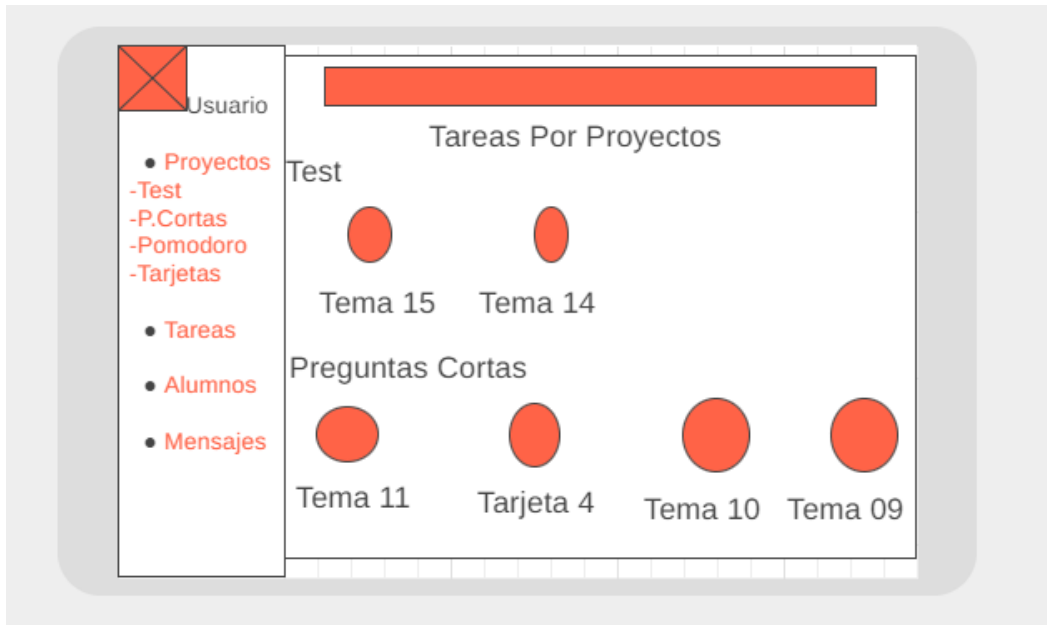 Usuario
● Proyectos
-Test
-P.Cortas
-Pomodoro
-Tarjetas
● Tareas
● Alumnos
● Mensajes
Tareas Por Proyectos
Test
Tema 15 Tema 14
Preguntas Cortas
Tema 11 Tarjeta 4 Tema 10 Tema 09